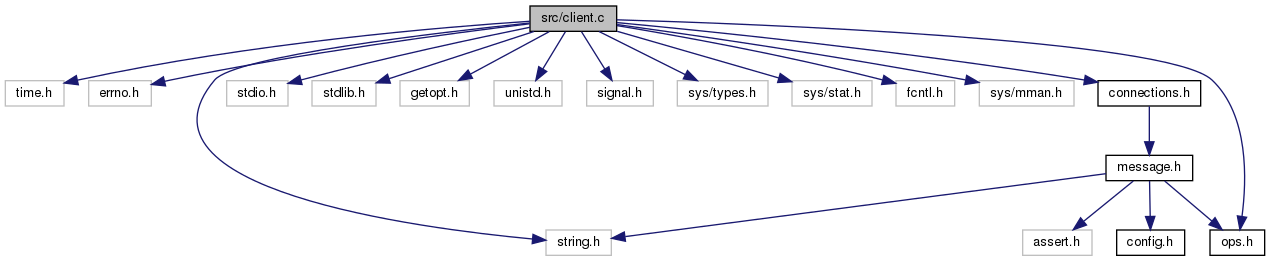 src/client.c
time.h
errno.h
stdio.h
stdlib.h
getopt.h
unistd.h
signal.h
sys/types.h
sys/stat.h
fcntl.h
sys/mman.h
connections.h
message.h
string.h
assert.h
config.h
ops.h